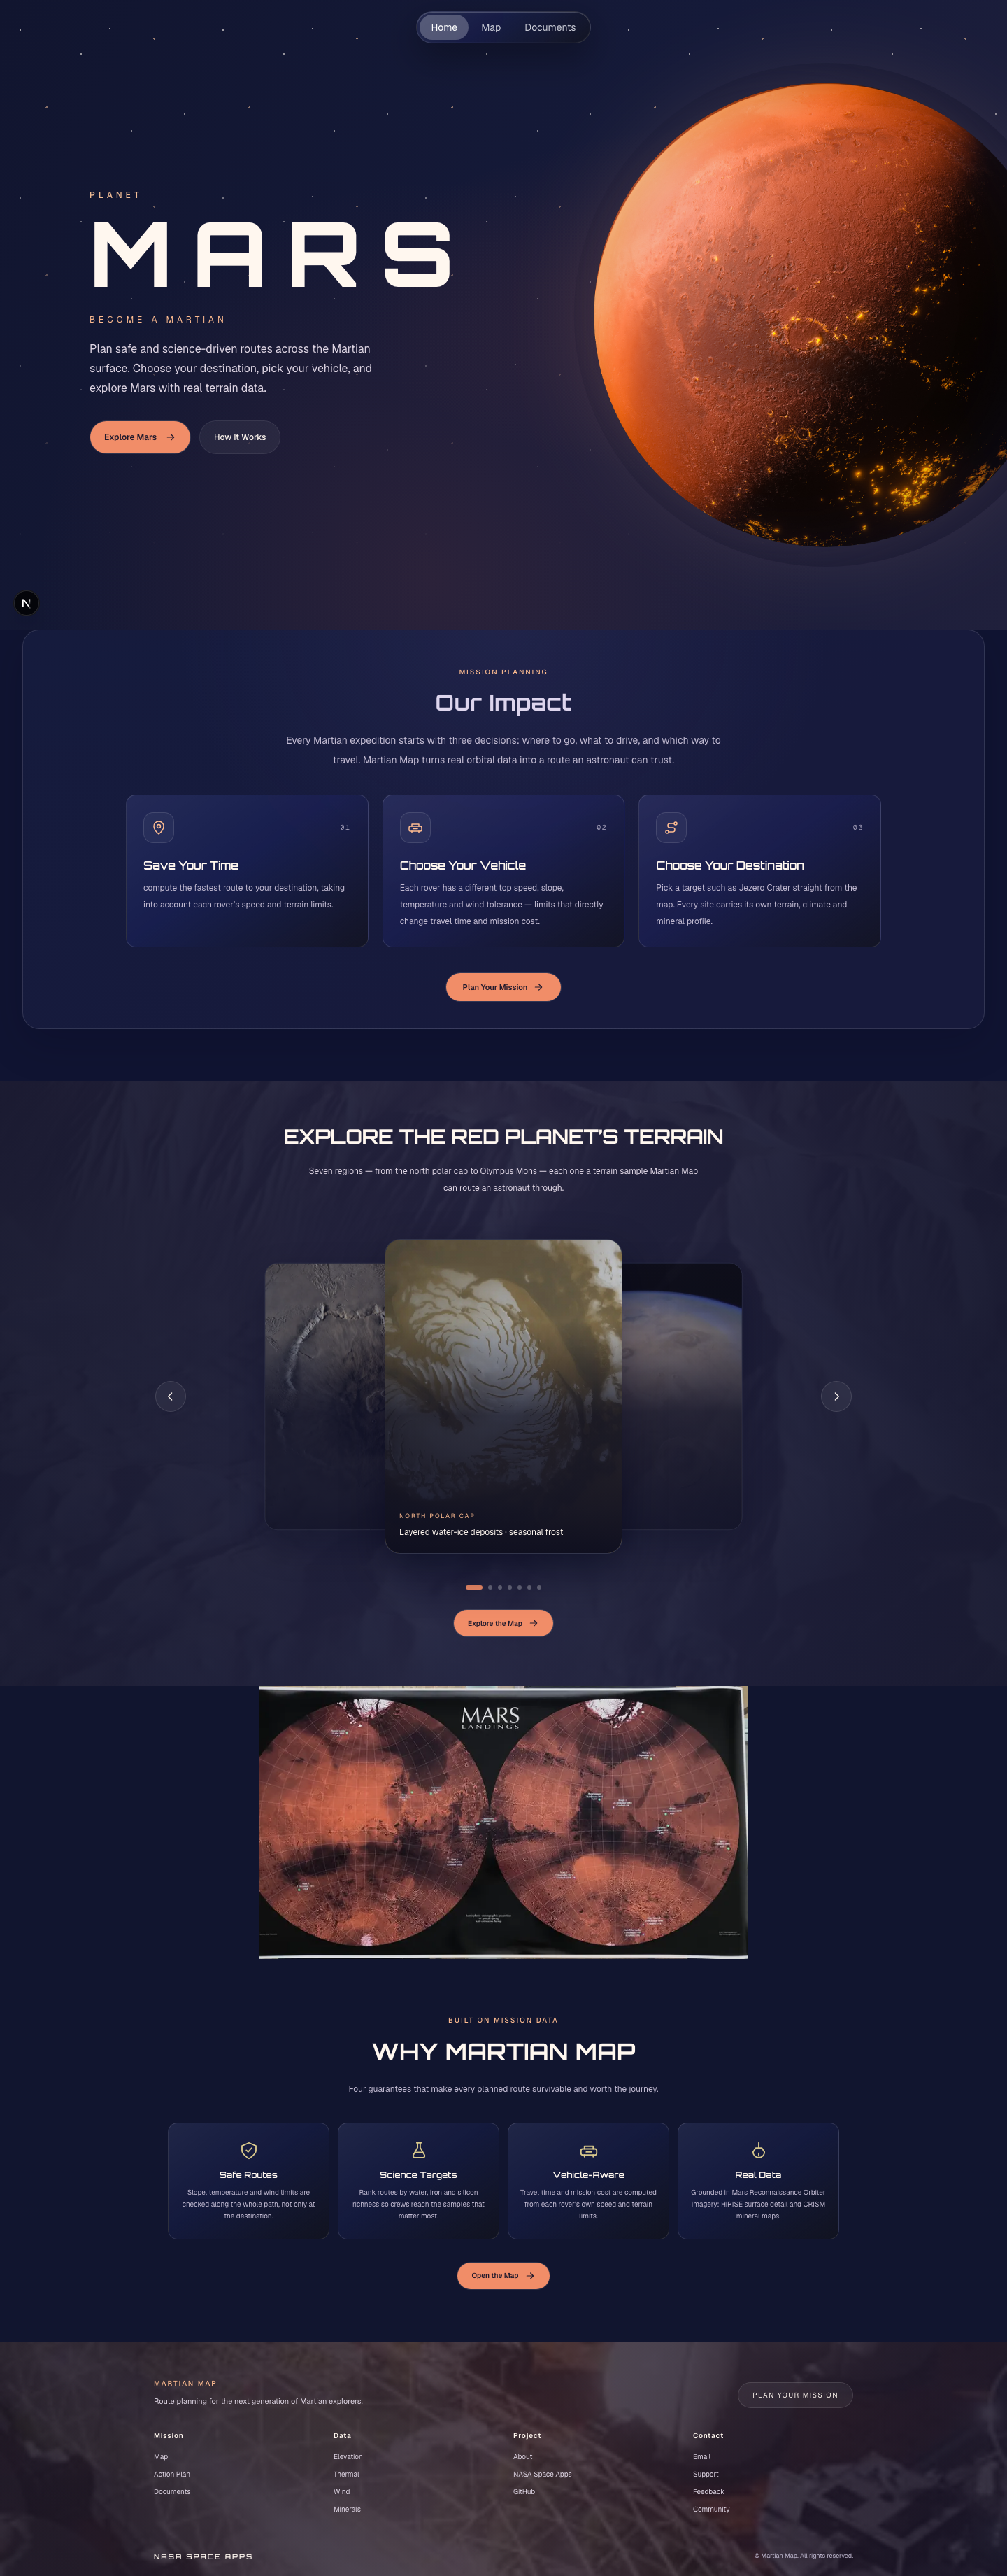 Home Map Documents
PLANET
MARS
BECOME A MARTIAN
Plan safe and science-driven routes across the Martian
surface. Choose your destination, pick your vehicle, and
explore Mars with real terrain data.
Explore Mars
How It Works
N
MISSION PLANNING
Our Impact
Every Martian expedition starts with three decisions: where to go, what to drive, and which way to
travel. Martian Map turns real orbital data into a route an astronaut can trust.
01
Save Your Time
compute the fastest route to your destination, taking
into account each rover's speed and terrain limits.
02
Choose Your Vehicle
Each rover has a different top speed, slope,
temperature and wind tolerance — limits that directly
change travel time and mission cost.
03
Choose Your Destination
Pick a target such as Jezero Crater straight from the
map. Every site carries its own terrain, climate and
mineral profile.
Plan Your Mission
EXPLORE THE RED PLANET'S TERRAIN
Seven regions — from the north polar cap to Olympus Mons — each one a terrain sample Martian Map
can route an astronaut through.
NORTH POLAR CAP
Layered water-ice deposits · seasonal frost
Explore the Map
MARS
LANDINGS
BUILT ON MISSION DATA
WHY MARTIAN MAP
Four guarantees that make every planned route survivable and worth the journey.
Safe Routes
Slope, temperature and wind limits are
checked along the whole path, not only at
the destination.
Science Targets
Rank routes by water, iron and silicon
richness so crews reach the samples that
matter most.
Vehicle-Aware
Travel time and mission cost are computed
from each rover's own speed and terrain
limits.
Real Data
Grounded in Mars Reconnaissance Orbiter
imagery: HiRISE surface detail and CRISM
mineral maps.
Open the Map
MARTIAN MAP
Route planning for the next generation of Martian explorers.
PLAN YOUR MISSION
Mission
Map
Action Plan
Documents
Data
Elevation
Thermal
Wind
Minerals
Project
About
NASA Space Apps
GitHub
Contact
Email
Support
Feedback
Community
NASA SPACE APPS
© Martian Map. All rights reserved.